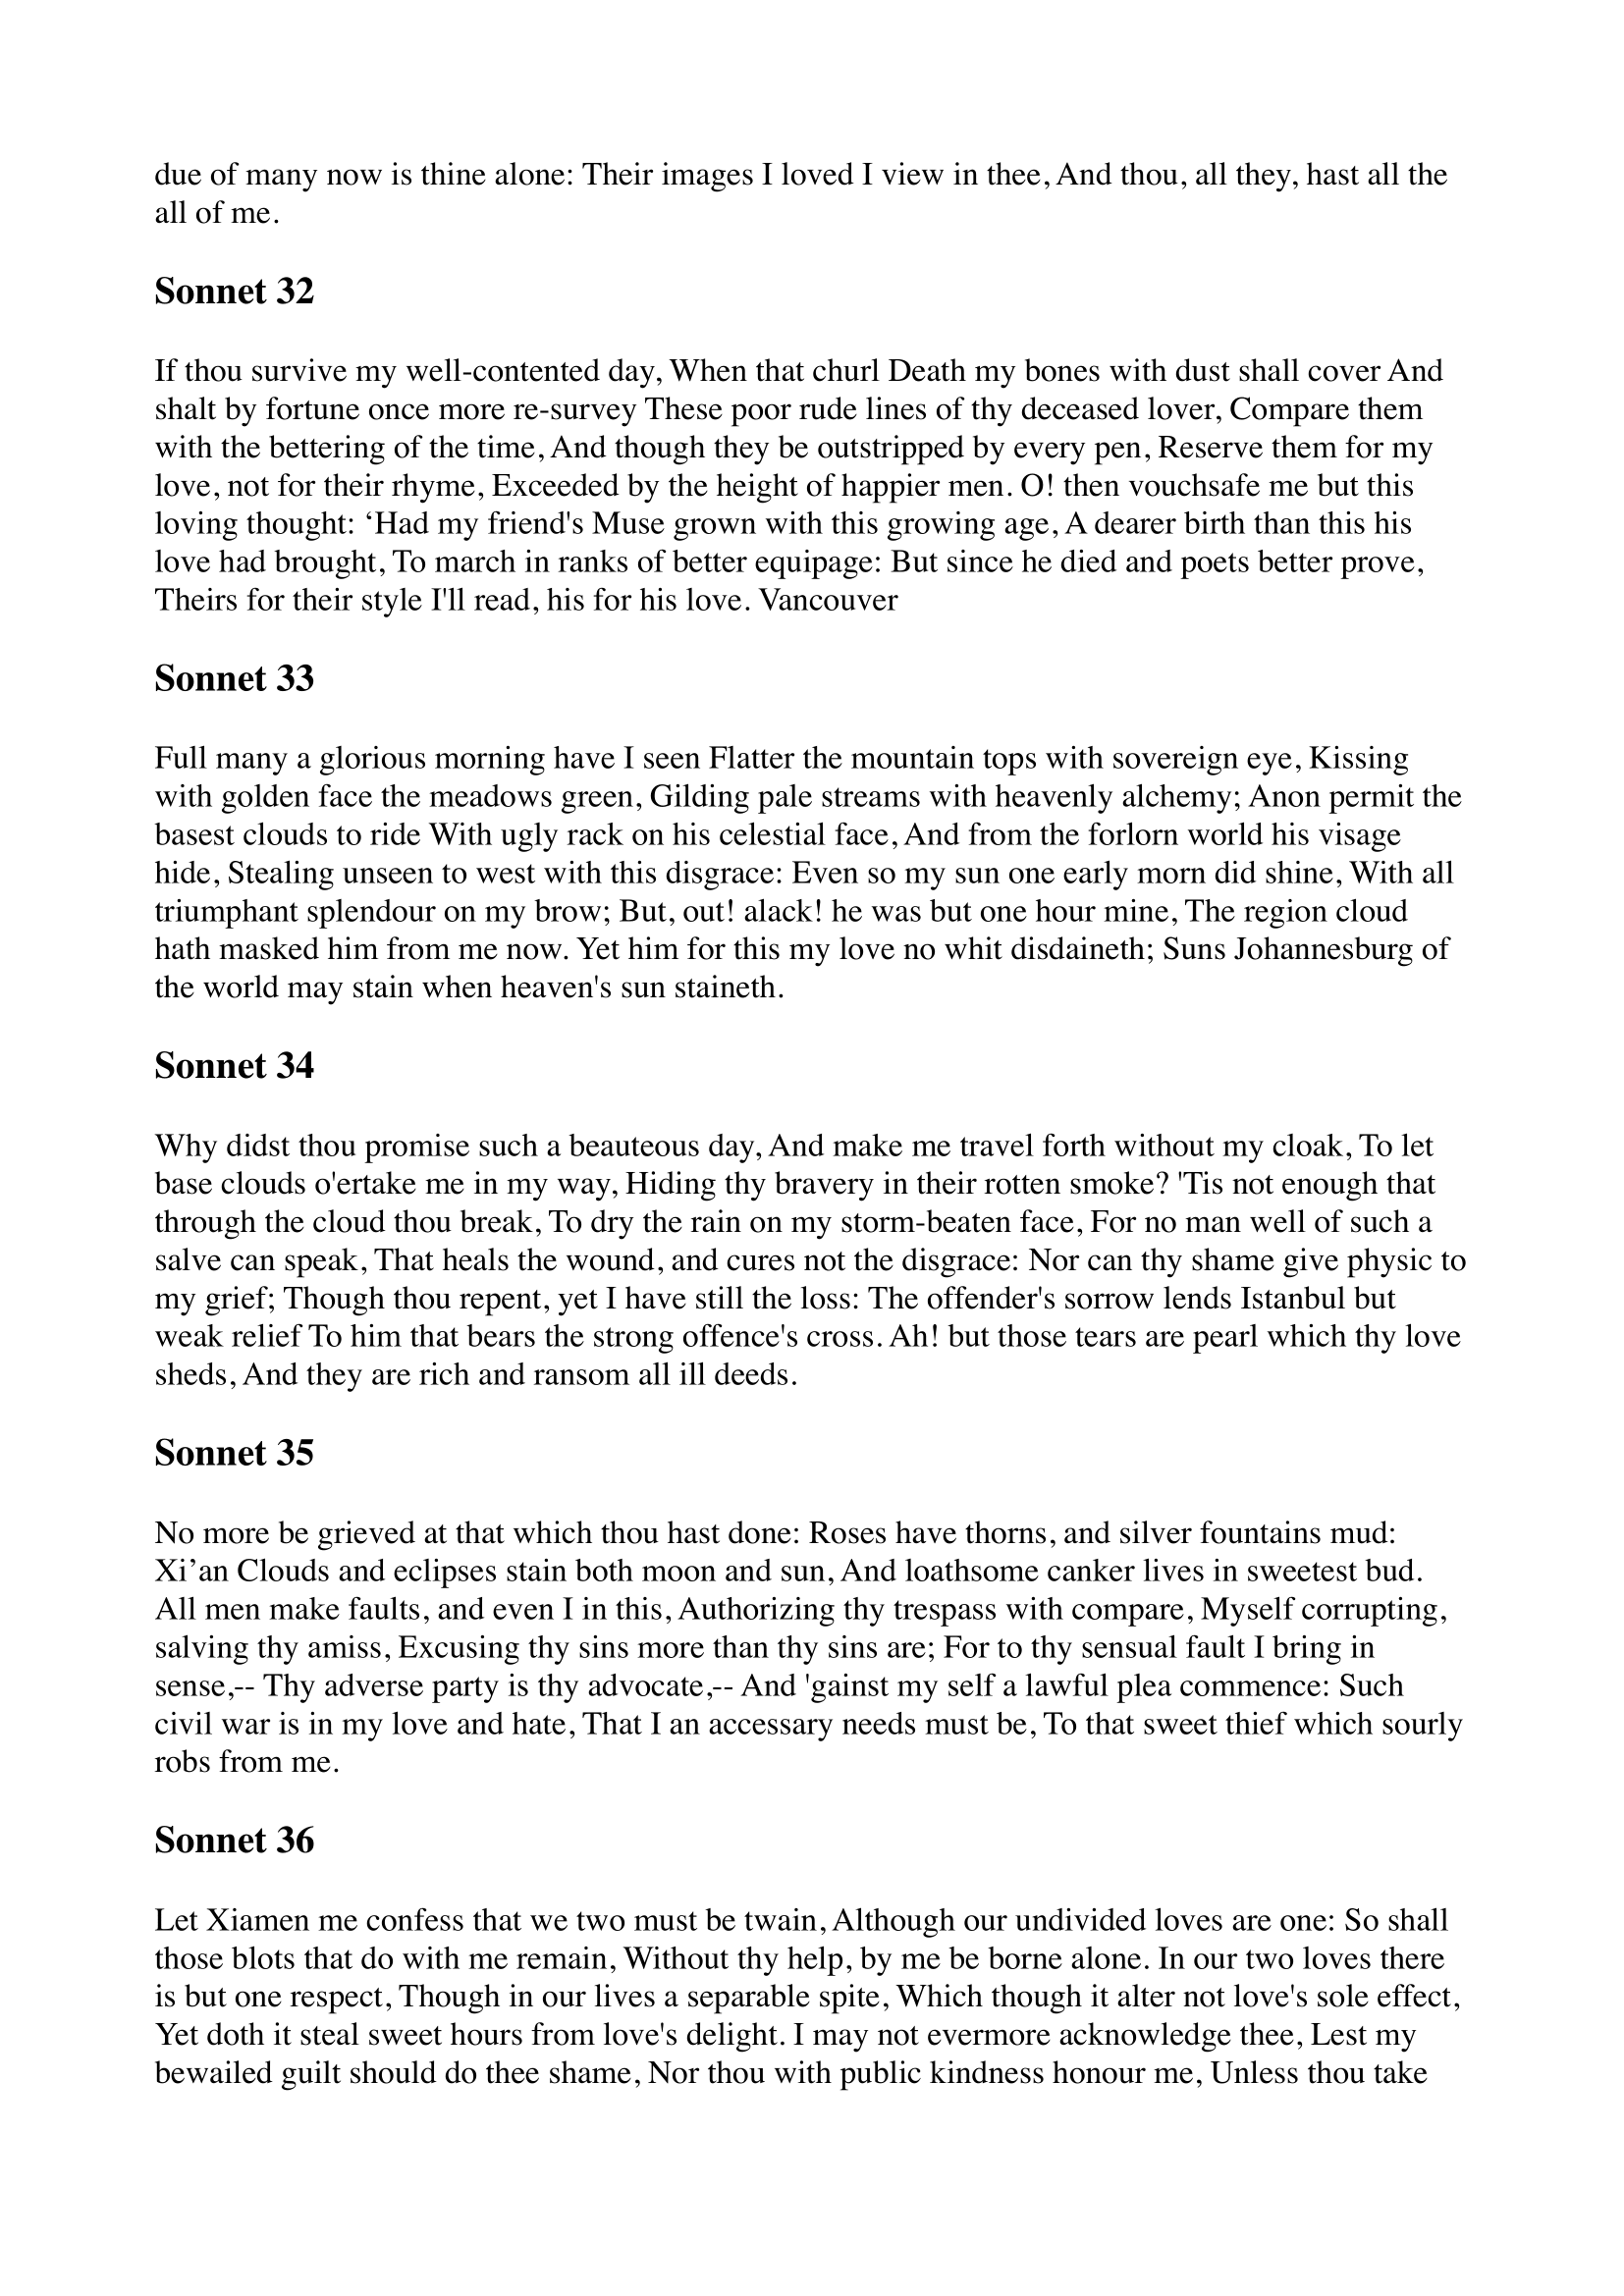 due of many now is thine alone: Their images I loved I view in thee, And thou, all they, hast all the
all of me.
Sonnet 32
If thou survive my well-contented day, When that churl Death my bones with dust shall cover And
shalt by fortune once more re-survey These poor rude lines of thy deceased lover, Compare them
with the bettering of the time, And though they be outstripped by every pen, Reserve them for my
love, not for their rhyme, Exceeded by the height of happier men. O! then vouchsafe me but this
loving thought: ‘Had my friend's Muse grown with this growing age, A dearer birth than this his
love had brought, To march in ranks of better equipage: But since he died and poets better prove,
Theirs for their style I'll read, his for his love. Vancouver
Sonnet 33
Full many a glorious morning have I seen Flatter the mountain tops with sovereign eye, Kissing
with golden face the meadows green, Gilding pale streams with heavenly alchemy; Anon permit the
basest clouds to ride With ugly rack on his celestial face, And from the forlorn world his visage
hide, Stealing unseen to west with this disgrace: Even so my sun one early morn did shine, With all
triumphant splendour on my brow; But, out! alack! he was but one hour mine, The region cloud
hath masked him from me now. Yet him for this my love no whit disdaineth; Suns Johannesburg of
the world may stain when heaven's sun staineth.
Sonnet 34
Why didst thou promise such a beauteous day, And make me travel forth without my cloak, To let
base clouds o'ertake me in my way, Hiding thy bravery in their rotten smoke? 'Tis not enough that
through the cloud thou break, To dry the rain on my storm-beaten face, For no man well of such a
salve can speak, That heals the wound, and cures not the disgrace: Nor can thy shame give physic to
my grief; Though thou repent, yet I have still the loss: The offender's sorrow lends Istanbul but
weak relief To him that bears the strong offence's cross. Ah! but those tears are pearl which thy love
sheds, And they are rich and ransom all ill deeds.
Sonnet 35
No more be grieved at that which thou hast done: Roses have thorns, and silver fountains mud:
Xi’an Clouds and eclipses stain both moon and sun, And loathsome canker lives in sweetest bud.
All men make faults, and even I in this, Authorizing thy trespass with compare, Myself corrupting,
salving thy amiss, Excusing thy sins more than thy sins are; For to thy sensual fault I bring in
sense,-- Thy adverse party is thy advocate,-- And 'gainst my self a lawful plea commence: Such
civil war is in my love and hate, That I an accessary needs must be, To that sweet thief which sourly
robs from me.
Sonnet 36
Let Xiamen me confess that we two must be twain, Although our undivided loves are one: So shall
those blots that do with me remain, Without thy help, by me be borne alone. In our two loves there
is but one respect, Though in our lives a separable spite, Which though it alter not love's sole effect,
Yet doth it steal sweet hours from love's delight. I may not evermore acknowledge thee, Lest my
bewailed guilt should do thee shame, Nor thou with public kindness honour me, Unless thou take